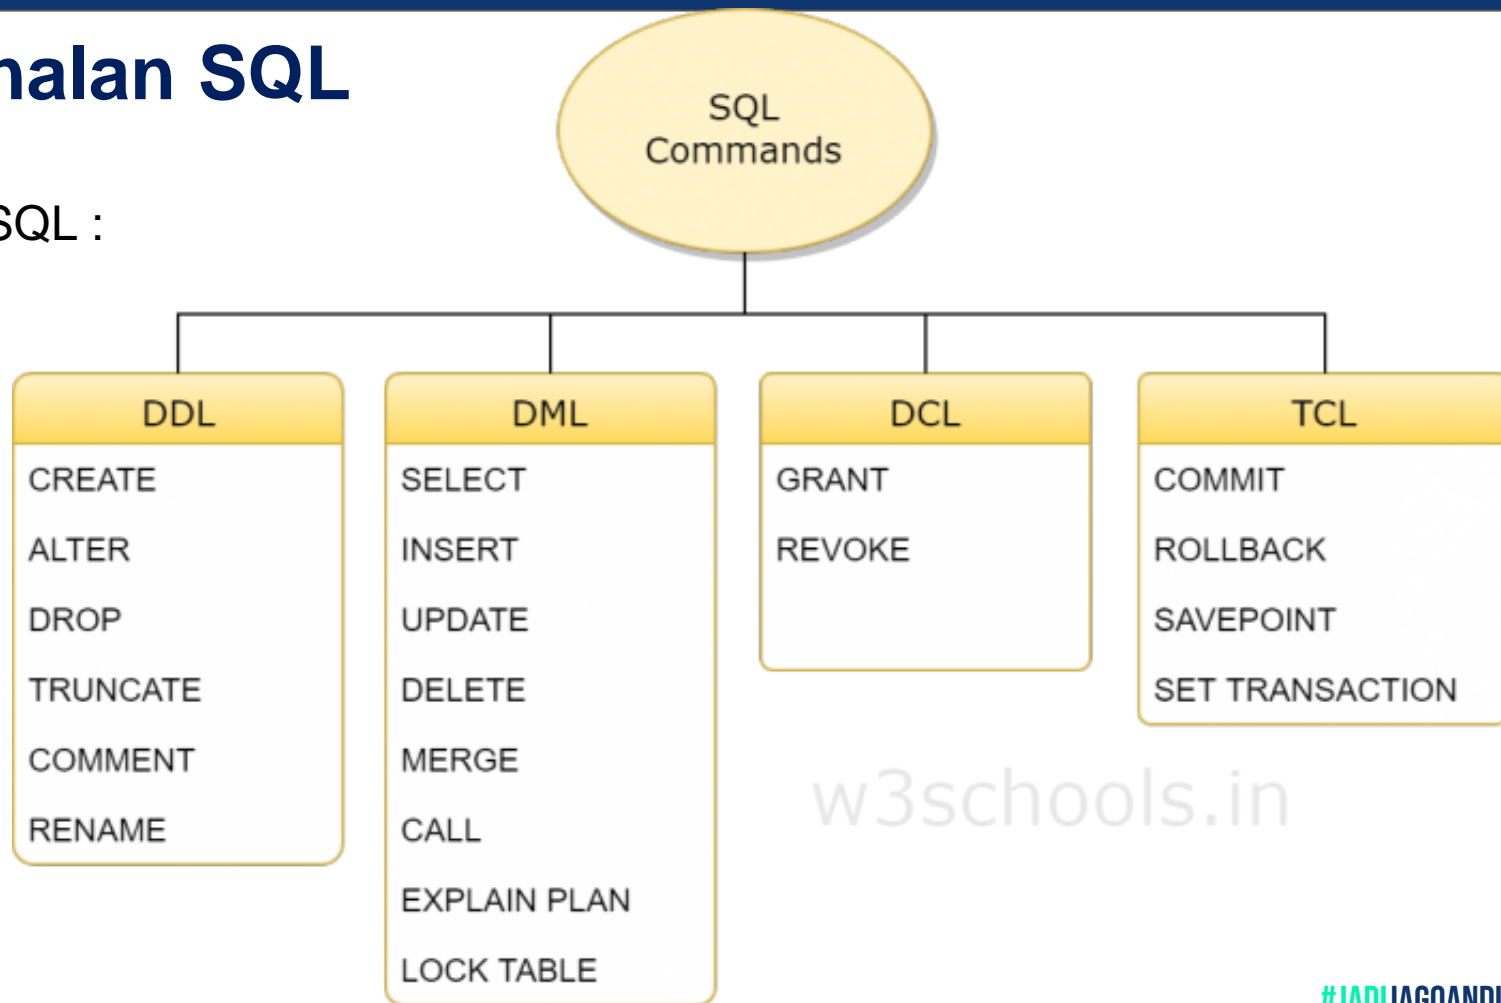 nalan SQL
SQL :
SQL
Commands
DDL
CREATE
ALTER
DROP
TRUNCATE
COMMENT
RENAME
DML
SELECT
INSERT
UPDATE
DELETE
MERGE
CALL
EXPLAIN PLAN
LOCK TABLE
DCL
GRANT
REVOKE
TCL
COMMIT
ROLLBACK
SAVEPOINT
SET TRANSACTION
w3schools.in
#JADIJAGOANDI